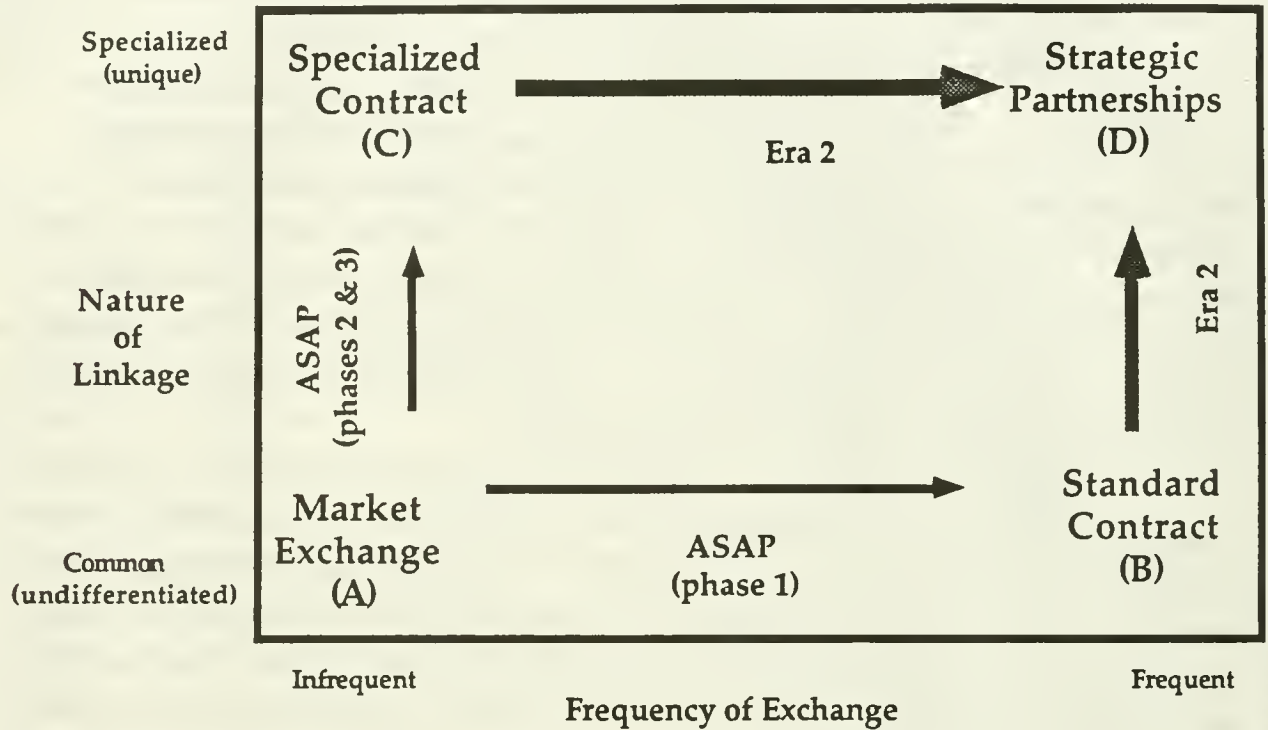 Specialized
(unique)
Specialized
Contract
(C)
Strategic
Partnerships
(D)
Era 2
Nature
of
Linkage
ASAP
(phases 2 & 3)
Era 2
Market
Exchange
(A)
ASAP
(phase 1)
Standard
Contract
(B)
Common
(undifferentiated)
Infrequent
Frequent
Frequency of Exchange